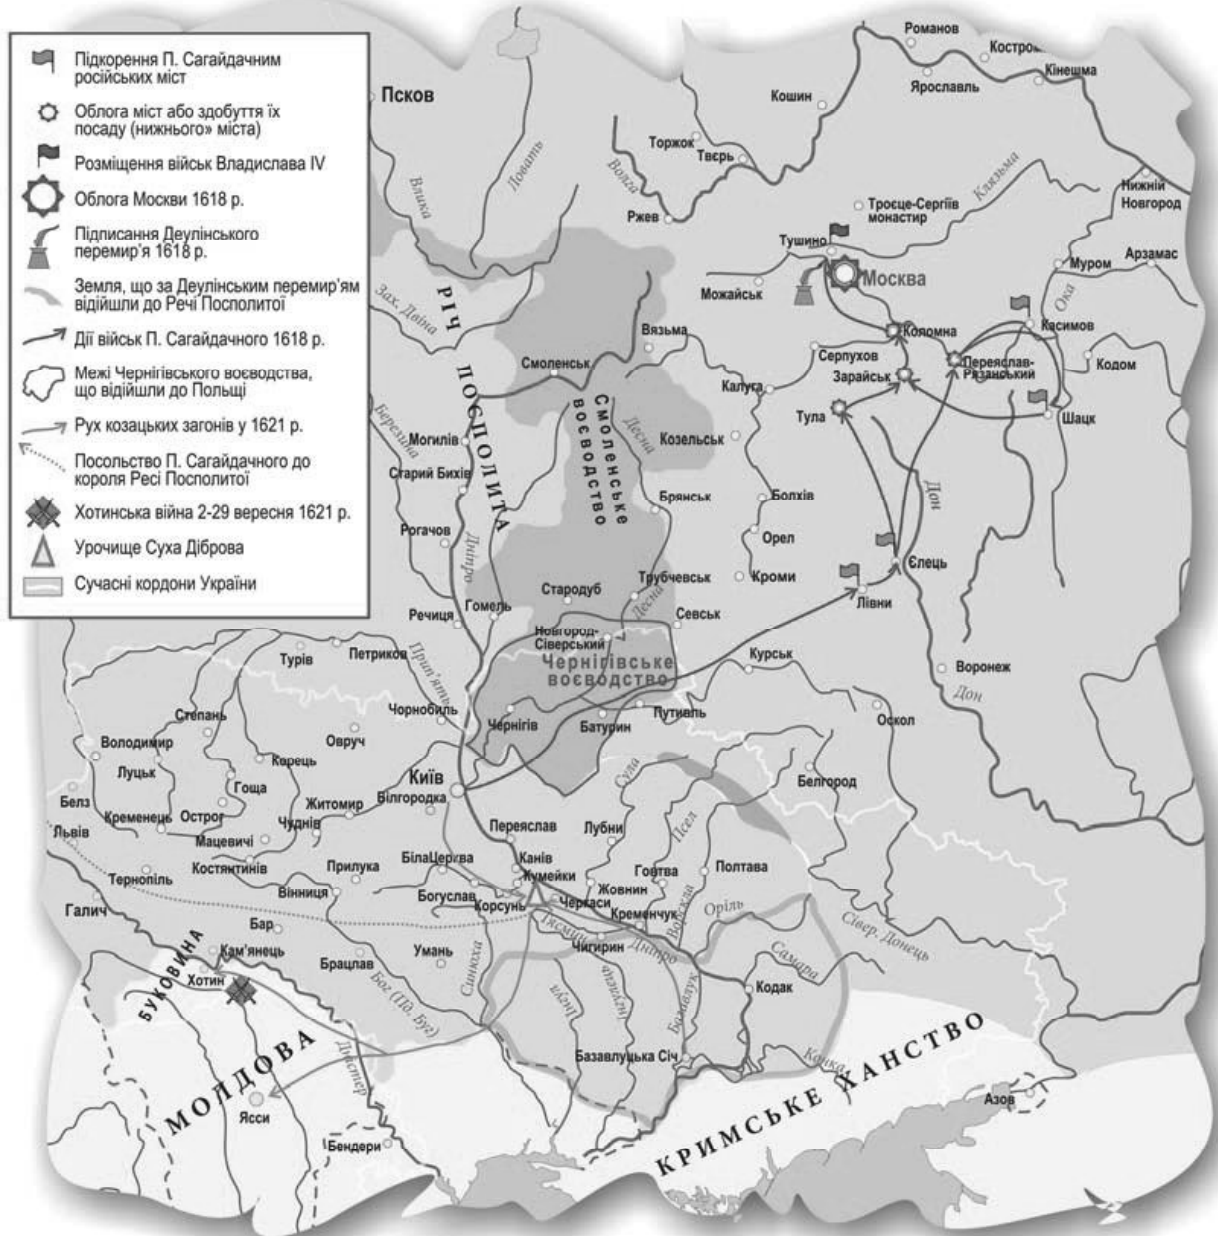 Підкорення П. Сагайдачним
російських міст
Облога міст або здобуття їх
посаду (нижнього» міста)
Розміщення військ Владислава IV
Облога Москви 1618 р.
Підписання Деулінського
перемир'я 1618 р.
Земля, що за Деулінським перемир'ям
відійшли до Речі Посполитої
Дії військ П. Сагайдачного 1618 р.
Межі Чернігівського воєводства,
що відійшли до Польщі
Рух козацьких загонів у 1621 р.
Посольство П. Сагайдачного до
короля Ресі Посполитої
Хотинська війна 2-29 вересня 1621 р.
Урочище Суха Діброва
Сучасні кордони України
Романов
Костром
Кінешма
Ярославль
Псков
Кошин
Торжок
Тверь
Ловать
Волга
Влика
Клязьма
Нижній
Новгород
Ржев
Троєце-Сергіїв
монастир
Тушино
Москва
Муром
Арзамас
Можайськ
Ока
Зах. Двіна
РІЧ ПОСПОЛИТА
Вязьма
Коломна
Касимов
Серпухов
Переяслав-
Рязанський
Кодом
Смоленськ
Зарайськ
Калуга
Тула
Шацк
Березина
Смоленське
воєводство
Десна
Могилів
Козельськ
Старий Бихів
Болхів
Дон
Брянськ
Рогачов
Дніпро
Орел
Єлець
Кроми
Лівни
Стародуб
Трубчевськ
Десна
Речиця
Гомель
Севськ
Новгород-
Сіверський
Чернігівське
воєводство
Турів
Петриков
Прип'ять
Курськ
Воронеж
Дон
Чорнобиль
Чернігів
Батурин
Путивль
Оскол
Степань
Овруч
Володимир
Луцьк
Корець
Київ
Сула
Белгород
Гоща
Белз
Житомир
Білгородка
Кременець
Острог
Чуднів
Львів
Мацевичі
Переяслав
Лубни
Псел
Костянтинів
Прилука
БілаЦерква
Канів
Полтава
Тернопіль
Жумейки
Говтва
Вінниця
Богуслав
Корсунь
Черкаси
Жовнин
Ворскла
Галич
Кременчук
Оріль
Тясмин
Сівер. Донець
Бар
Чигирин
Дніпро
БУКОВИНА
Кам'янець
Умань
Брацлав
Синюха
Самара
Хотин
Бог (Пд. Буг)
Інгул
Інгулець
Базавлук
Кодак
МОЛДОВА
Дністер
Базавлуцька Січ
Конка
КРИМСЬКЕ ХАНСТВО
Азов
Ясси
Бендери